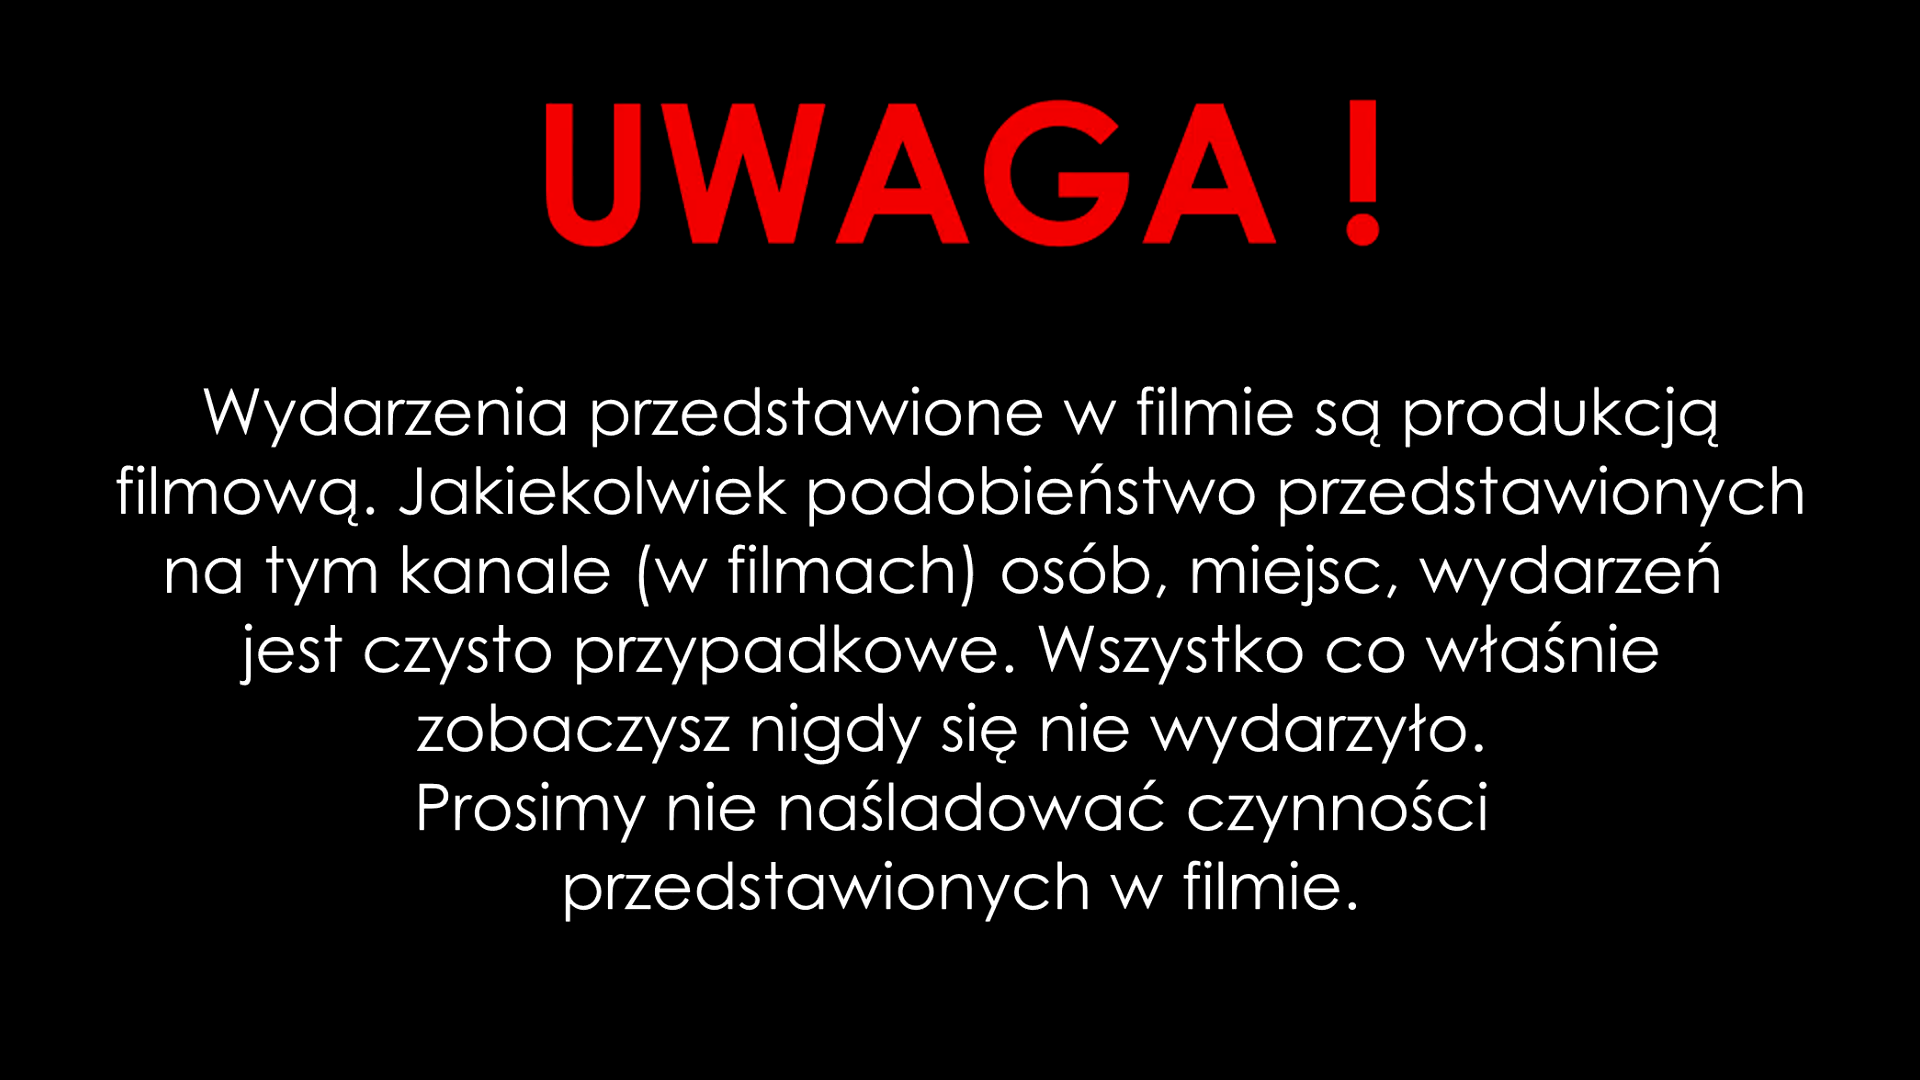 UWAGA !
Wydarzenia przedstawione w filmie są produkcją
filmową. Jakiekolwiek podobieństwo przedstawionych
na tym kanale (w filmach) osób, miejsc, wydarzeń
jest czysto przypadkowe. Wszystko co właśnie
zobaczysz nigdy się nie wydarzyło.
Prosimy nie naśladować czynności
przedstawionych w filmie.